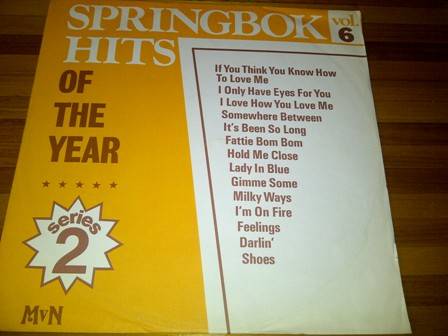 SPRINGBOK
HITS
OF
THE
YEAR
★ ★ ★ ★ ★
series
2
MvN
vol.
6
If You Think You Know How
To Love Me
I Only Have Eyes For You
I Love How You Love Me
Somewhere Between
It's Been So Long
Fattie Bom Bom
Hold Me Close
Lady In Blue
Gimme Some
Milky Ways
I'm On Fire
Feelings
Darlin'
Shoes